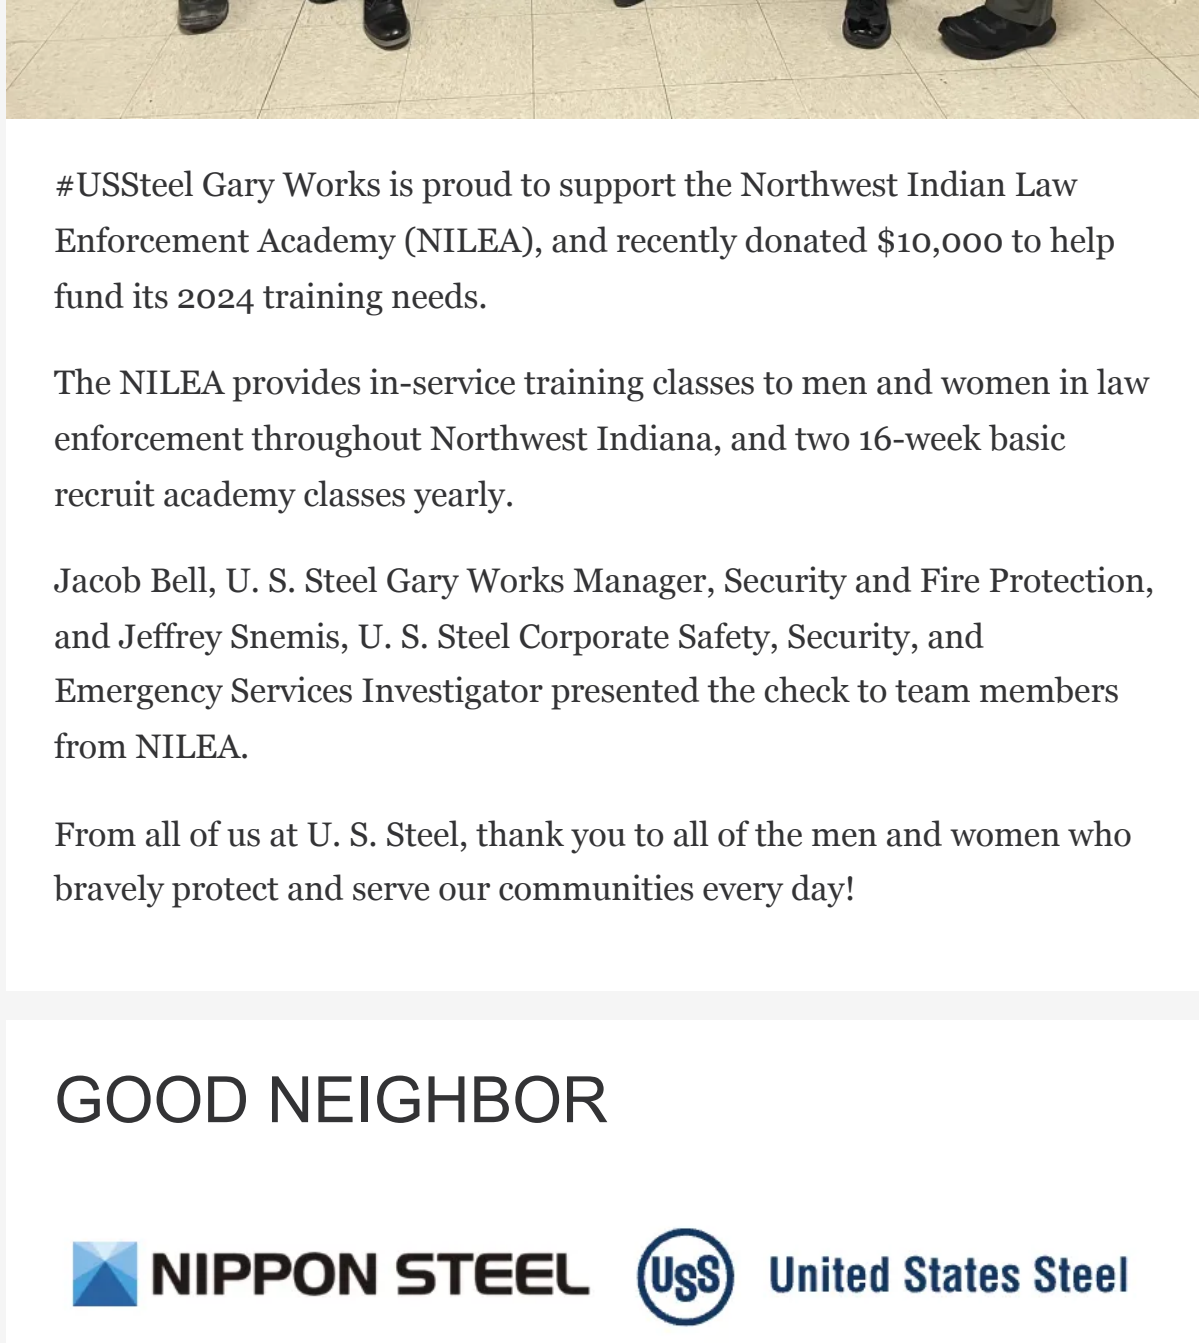 #USSteel Gary Works is proud to support the Northwest Indian Law
Enforcement Academy (NILEA), and recently donated $10,000 to help
fund its 2024 training needs.
The NILEA provides in-service training classes to men and women in law
enforcement throughout Northwest Indiana, and two 16-week basic
recruit academy classes yearly.
Jacob Bell, U. S. Steel Gary Works Manager, Security and Fire Protection,
and Jeffrey Snemis, U. S. Steel Corporate Safety, Security, and
Emergency Services Investigator presented the check to team members
from NILEA.
From all of us at U. S. Steel, thank you to all of the men and women who
bravely protect and serve our communities every day!
GOOD NEIGHBOR
NIPPON STEEL USS United States Steel